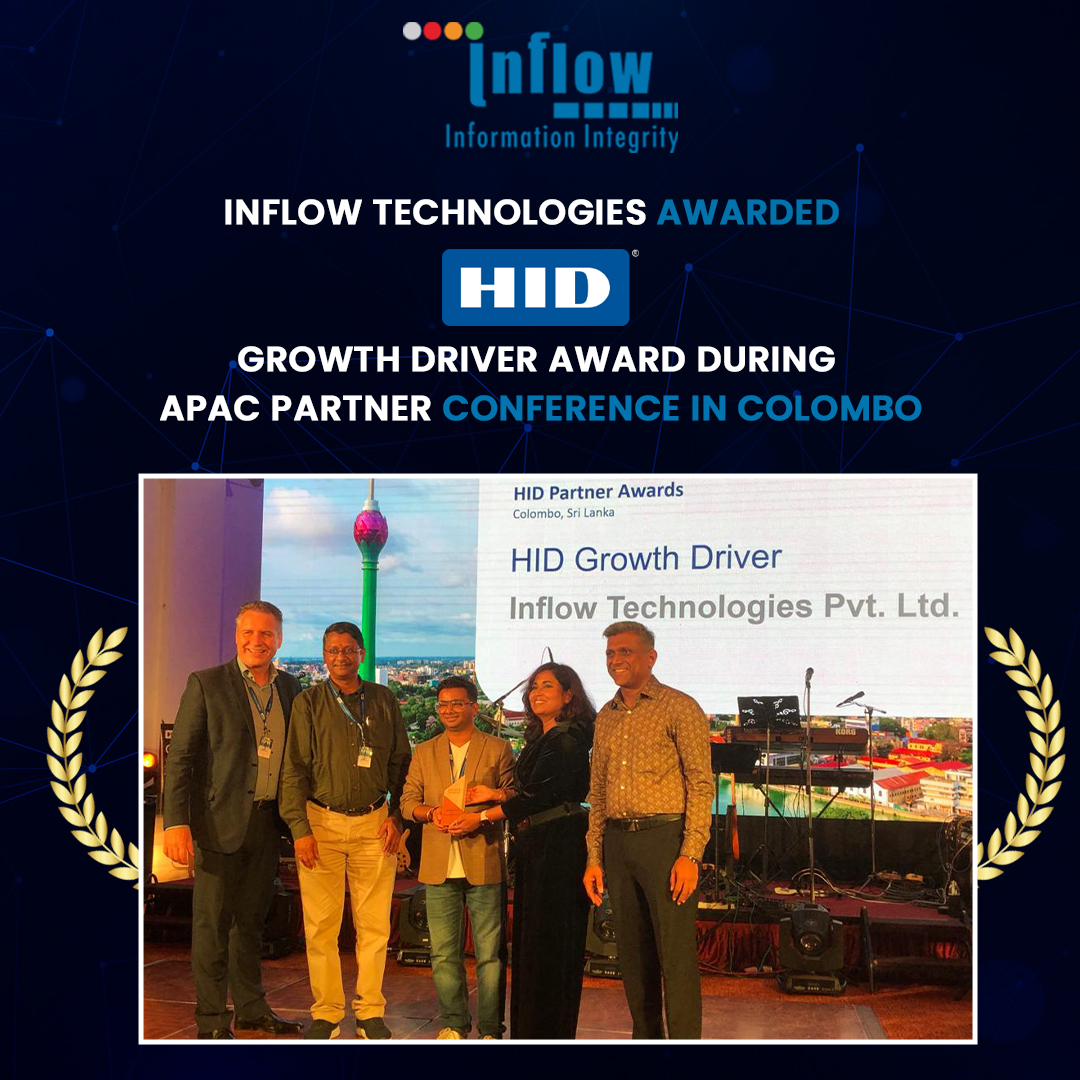 Inflow
Information Integrity
INFLOW TECHNOLOGIES AWARDED
HID®
GROWTH DRIVER AWARD DURING
APAC PARTNER CONFERENCE IN COLOMBO
HID Partner Awards
Colombo, Sri Lanka
HID Growth Driver
Inflow Technologies Pvt. Ltd.
KORG